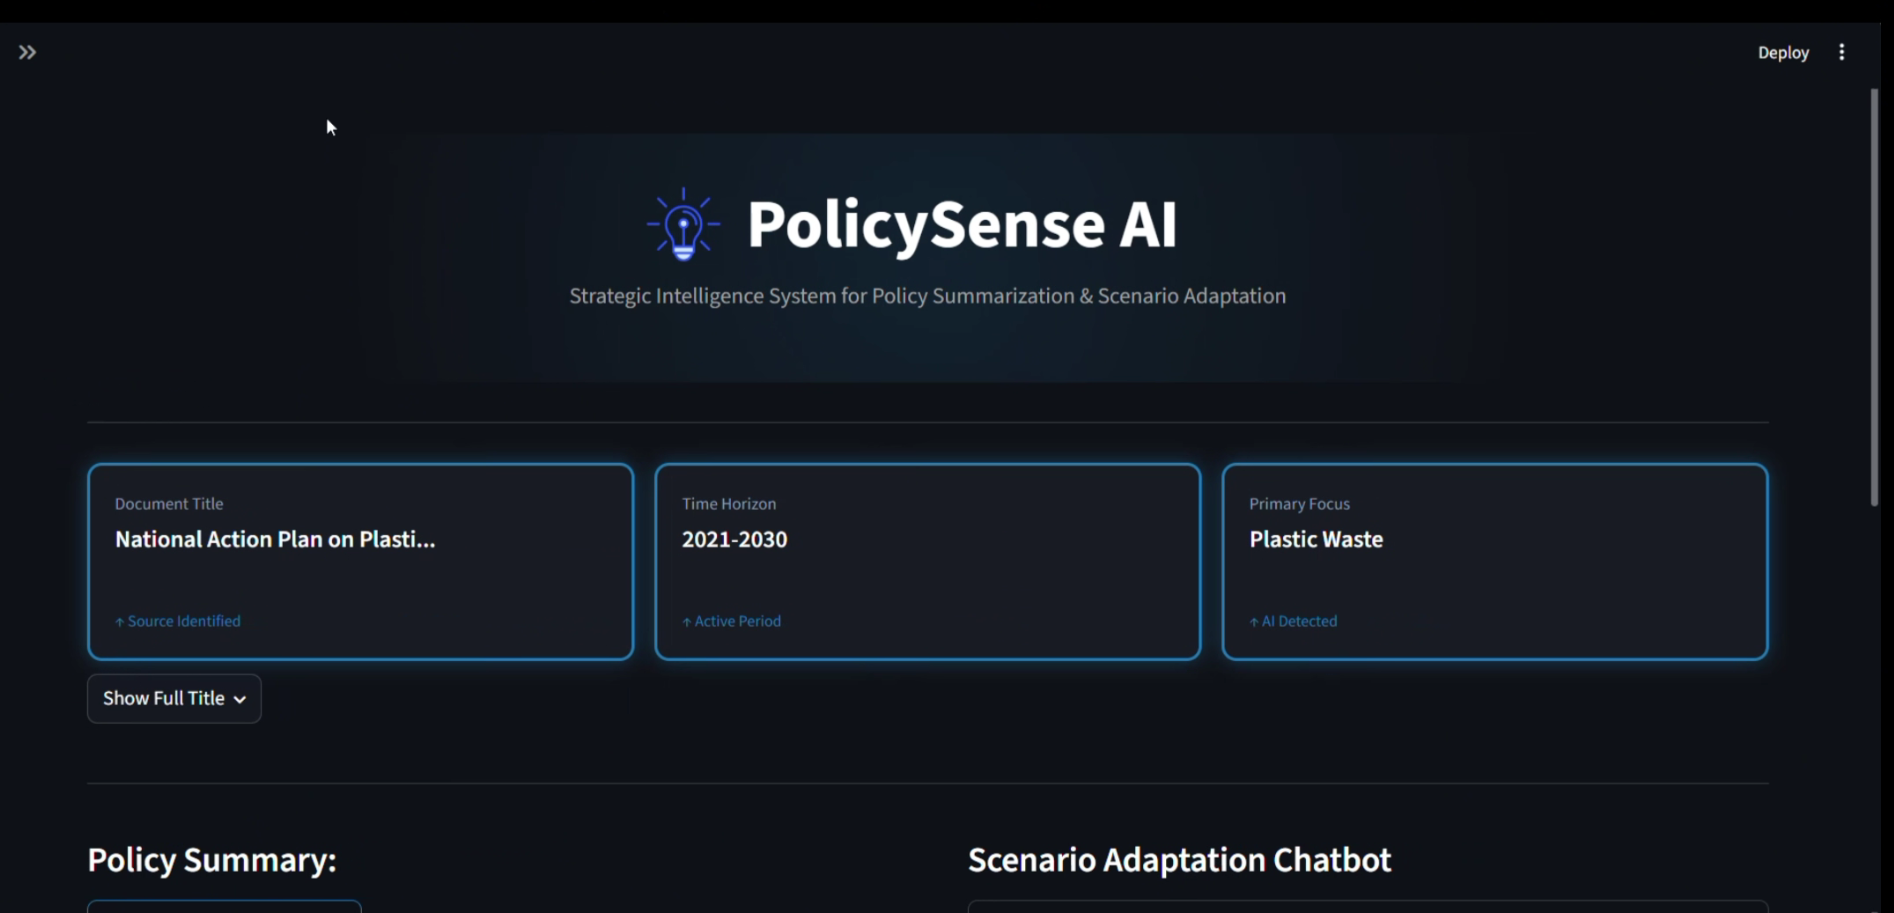 Deploy
PolicySense AI
Strategic Intelligence System for Policy Summarization & Scenario Adaptation
Document Title
National Action Plan on Plasti...
↑ Source Identified
Time Horizon
2021-2030
↑ Active Period
Primary Focus
Plastic Waste
↑ AI Detected
Show Full Title
Policy Summary:
Scenario Adaptation Chatbot